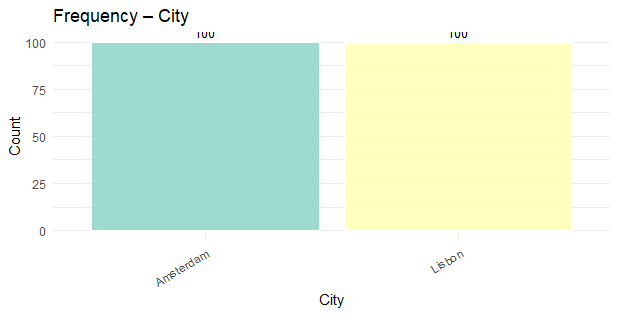 Frequency – City
100 100
100
75
50
25
0
Count
Amsterdam Lisbon
City